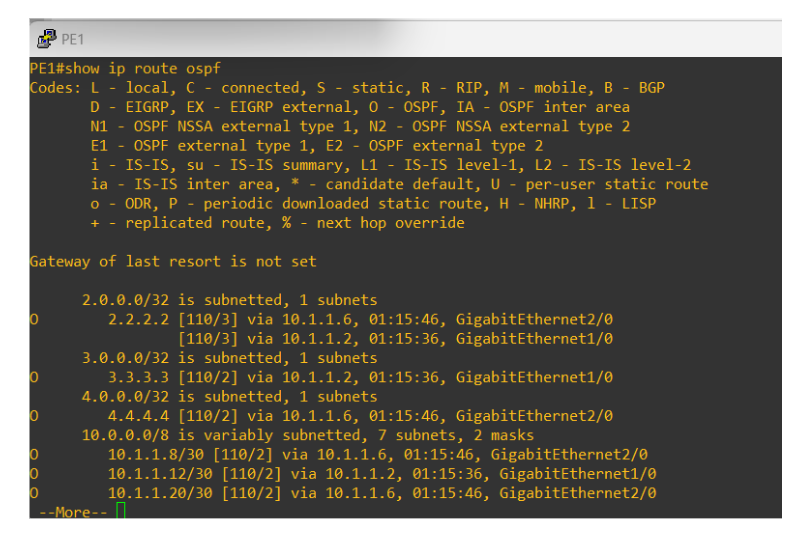 PE1
PE1#show ip route ospf
Codes: L - local, C - connected, S - static, R - RIP, M - mobile, B - BGP
       D - EIGRP, EX - EIGRP external, O - OSPF, IA - OSPF inter area
       N1 - OSPF NSSA external type 1, N2 - OSPF NSSA external type 2
       E1 - OSPF external type 1, E2 - OSPF external type 2
       i - IS-IS, su - IS-IS summary, L1 - IS-IS level-1, L2 - IS-IS level-2
       ia - IS-IS inter area, * - candidate default, U - per-user static route
       o - ODR, P - periodic downloaded static route, H - NHRP, l - LISP
       + - replicated route, % - next hop override
Gateway of last resort is not set
      2.0.0.0/32 is subnetted, 1 subnets
O        2.2.2.2 [110/3] via 10.1.1.6, 01:15:46, GigabitEthernet2/0
                 [110/3] via 10.1.1.2, 01:15:36, GigabitEthernet1/0
      3.0.0.0/32 is subnetted, 1 subnets
O        3.3.3.3 [110/2] via 10.1.1.2, 01:15:36, GigabitEthernet1/0
      4.0.0.0/32 is subnetted, 1 subnets
O        4.4.4.4 [110/2] via 10.1.1.6, 01:15:46, GigabitEthernet2/0
      10.0.0.0/8 is variably subnetted, 7 subnets, 2 masks
O        10.1.1.8/30 [110/2] via 10.1.1.6, 01:15:46, GigabitEthernet2/0
O        10.1.1.12/30 [110/2] via 10.1.1.2, 01:15:36, GigabitEthernet1/0
O        10.1.1.20/30 [110/2] via 10.1.1.6, 01:15:46, GigabitEthernet2/0
 --More--